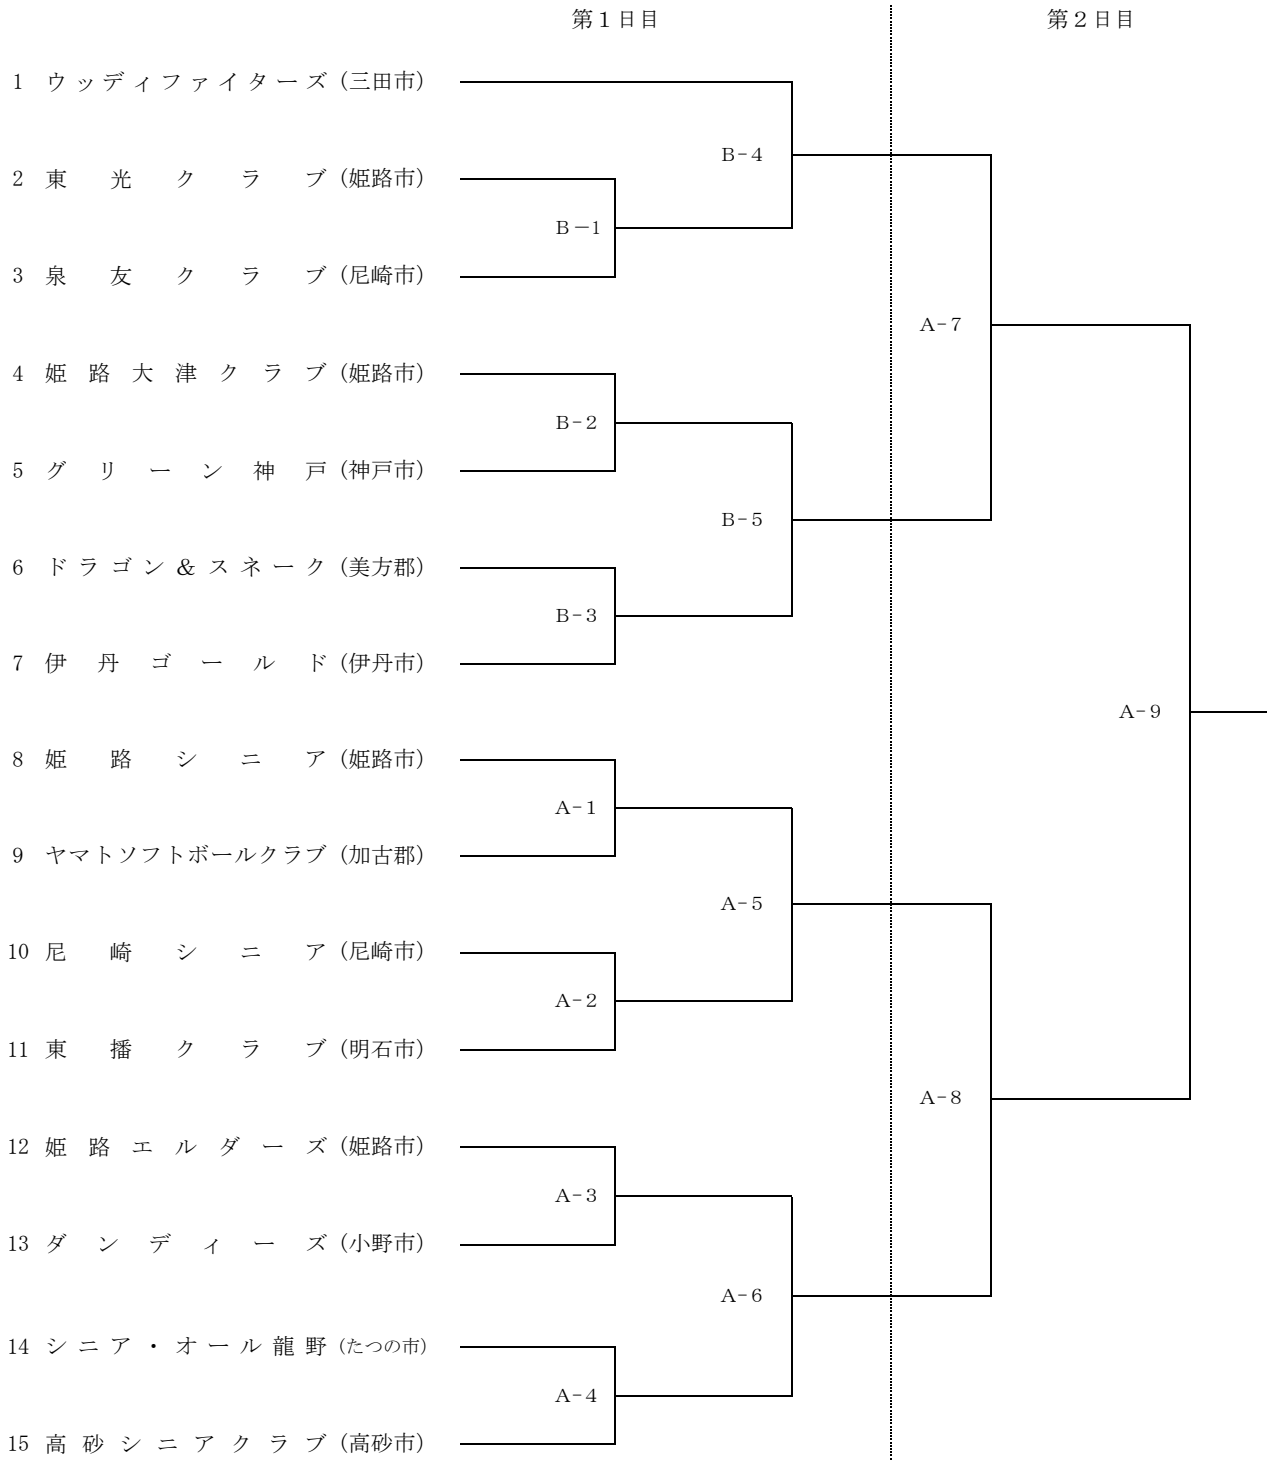 第１日目 第２日目
1 ウッディファイターズ (三田市)
B-4
2 東光クラブ (姫路市)
B－1
3 泉友クラブ (尼崎市)
A-7
4 姫路大津クラブ (姫路市)
B-2
5 グリーン神戸 (神戸市)
B-5
6 ドラゴン＆スネーク (美方郡)
B-3
7 伊丹ゴールド (伊丹市)
A-9
8 姫路シニア (姫路市)
A-1
9 ヤマトソフトボールクラブ (加古郡)
A-5
10 尼崎シニア (尼崎市)
A-2
11 東播クラブ (明石市)
A-8
12 姫路エルダーズ (姫路市)
A-3
13 ダンディーズ (小野市)
A-6
14 シニア・オール龍野 (たつの市)
A-4
15 高砂シニアクラブ (高砂市)